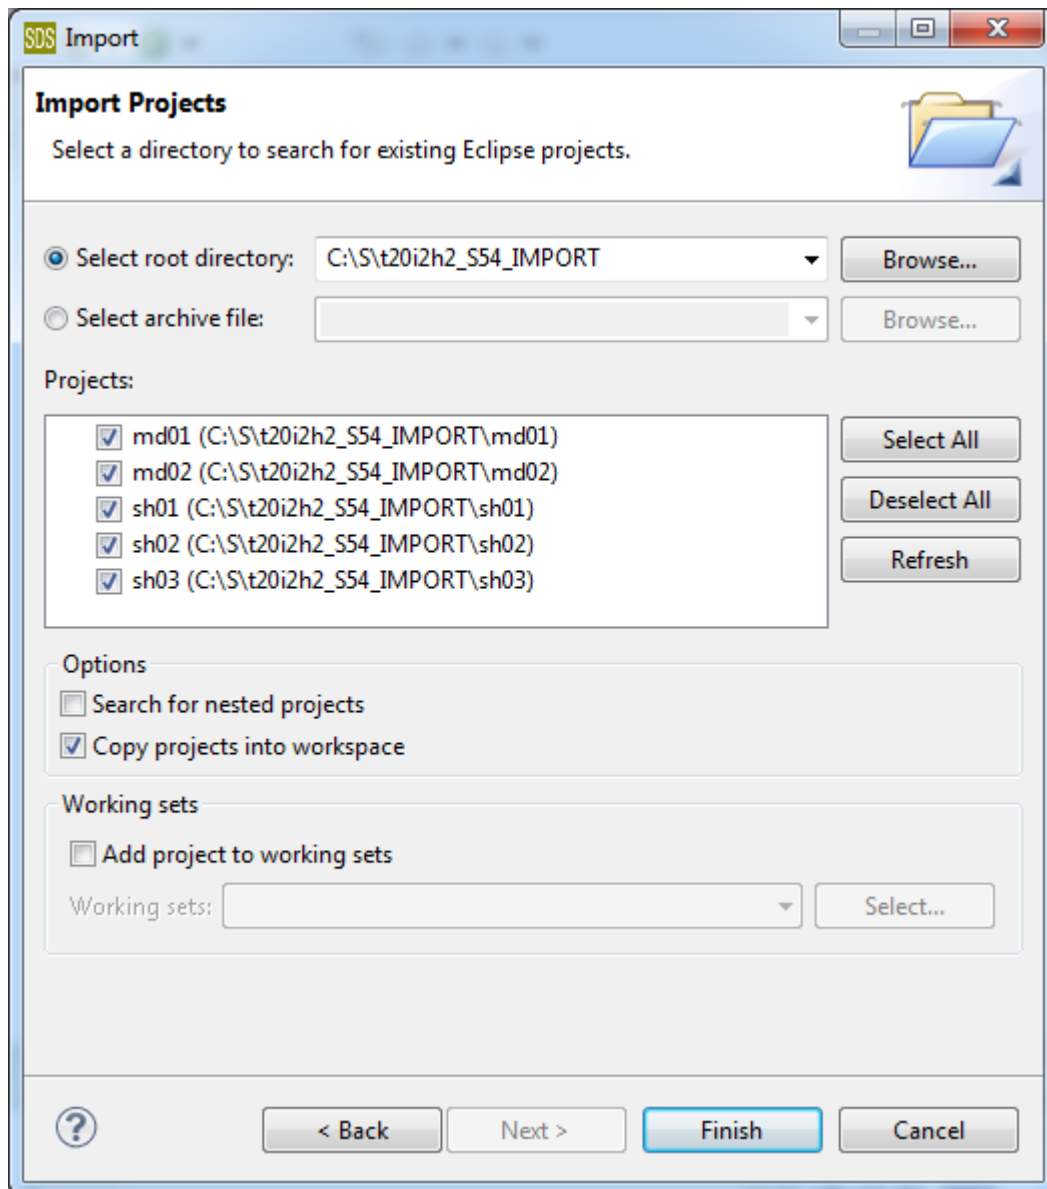 SDS Import
Import Projects
Select a directory to search for existing Eclipse projects.
Select root directory: C:\S\t20i2h2_S54_IMPORT Browse...
Select archive file: Browse...
Projects:
md01 (C:\S\t20i2h2_S54_IMPORT\md01)
Select All
md02 (C:\S\t20i2h2_S54_IMPORT\md02)
sh01 (C:\S\t20i2h2_S54_IMPORT\sh01)
Deselect All
sh02 (C:\S\t20i2h2_S54_IMPORT\sh02)
Refresh
sh03 (C:\S\t20i2h2_S54_IMPORT\sh03)
Options
Search for nested projects
Copy projects into workspace
Working sets
Add project to working sets
Working sets: Select...
? < Back Next > Finish Cancel